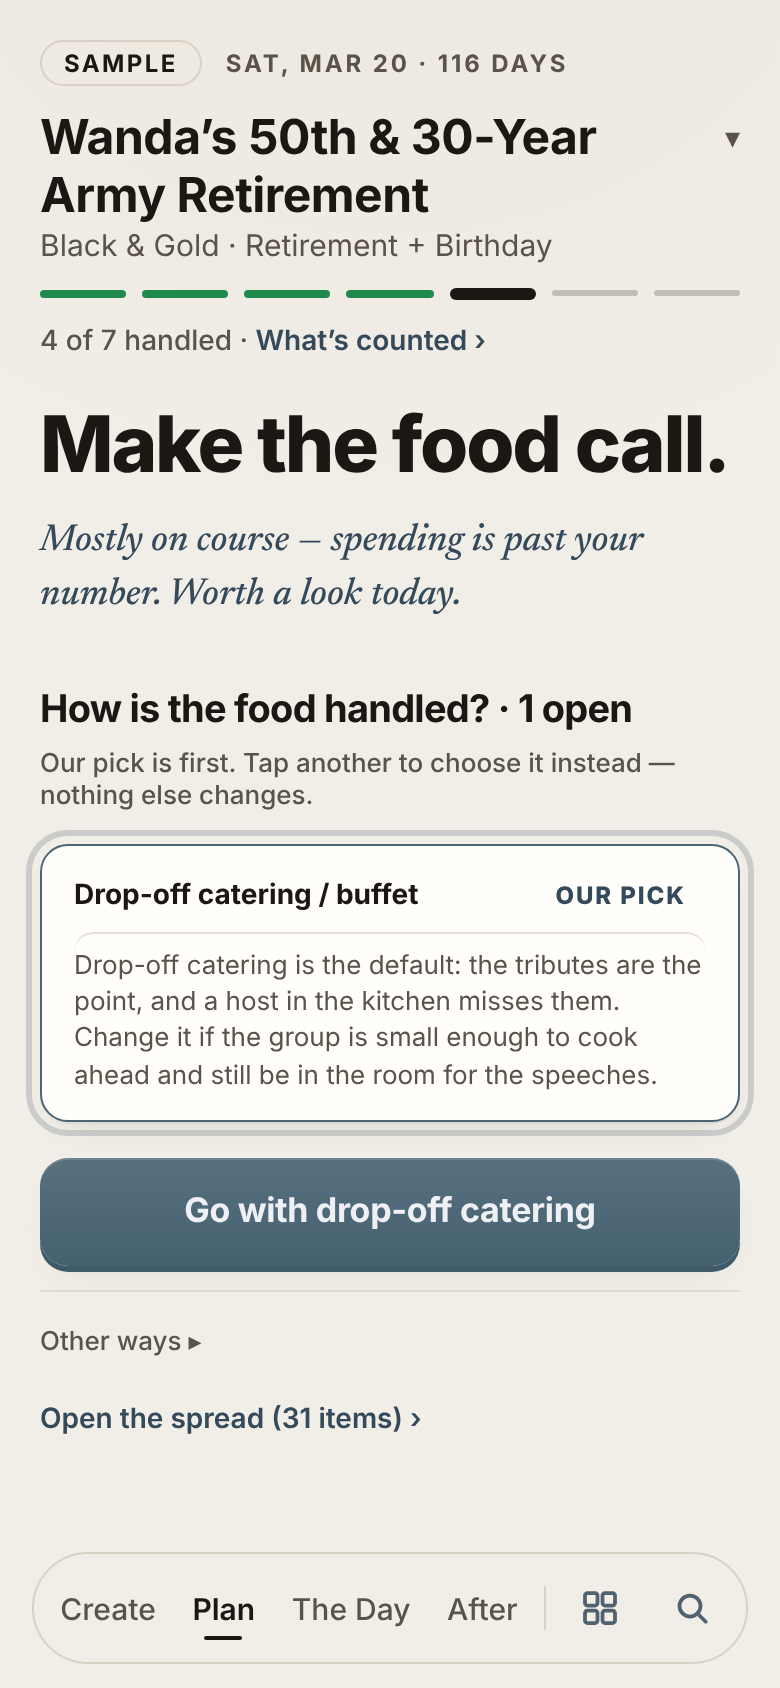 SAMPLE SAT, MAR 20 · 116 DAYS
Wanda’s 50th & 30-Year ▾
Army Retirement
Black & Gold · Retirement + Birthday
4 of 7 handled · What’s counted ›
Make the food call.
Mostly on course — spending is past your
number. Worth a look today.
How is the food handled? · 1 open
Our pick is first. Tap another to choose it instead —
nothing else changes.
Drop-off catering / buffet OUR PICK
Drop-off catering is the default: the tributes are the
point, and a host in the kitchen misses them.
Change it if the group is small enough to cook
ahead and still be in the room for the speeches.
Go with drop-off catering
Other ways ▸
Open the spread (31 items) ›
Create Plan The Day After